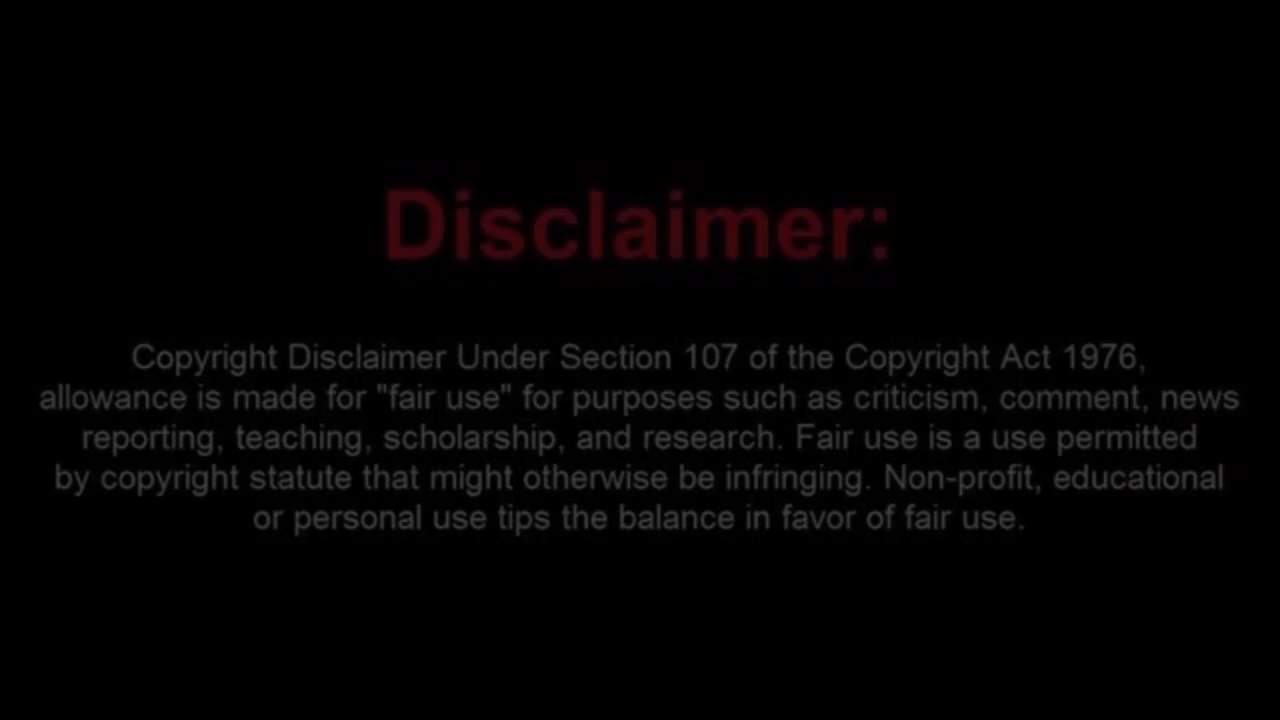 Disclaimer:
Copyright Disclaimer Under Section 107 of the Copyright Act 1976,
allowance is made for "fair use" for purposes such as criticism, comment, news
reporting, teaching, scholarship, and research. Fair use is a use permitted
by copyright statute that might otherwise be infringing. Non-profit, educational
or personal use tips the balance in favor of fair use.